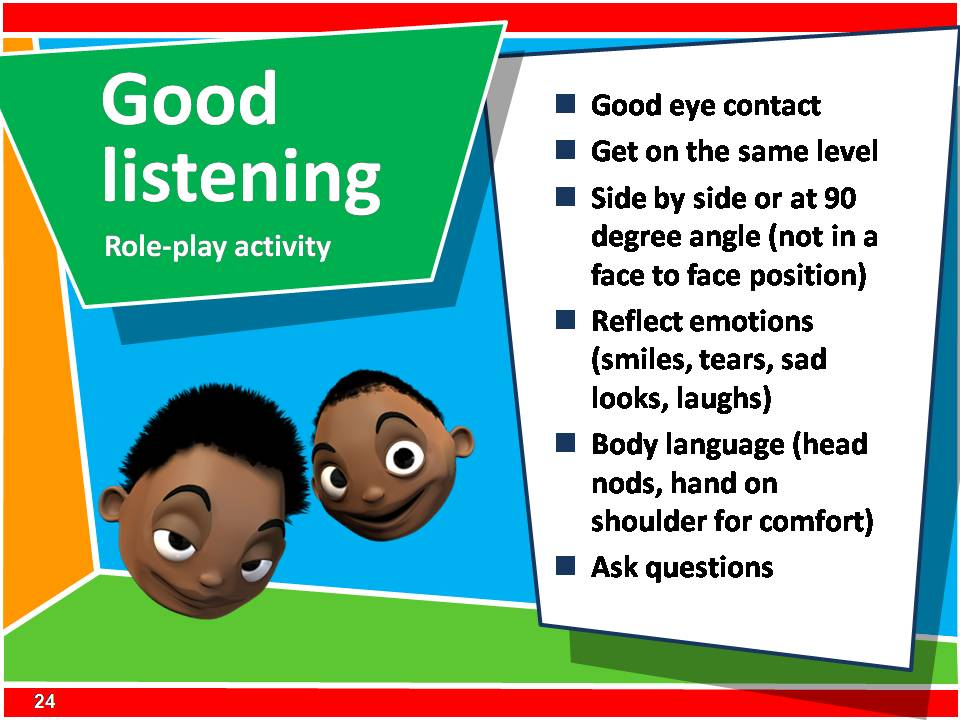 Good
listening
Role-play activity
Good eye contact
Get on the same level
Side by side or at 90
degree angle (not in a
face to face position)
Reflect emotions
(smiles, tears, sad
looks, laughs)
Body language (head
nods, hand on
shoulder for comfort)
Ask questions
24